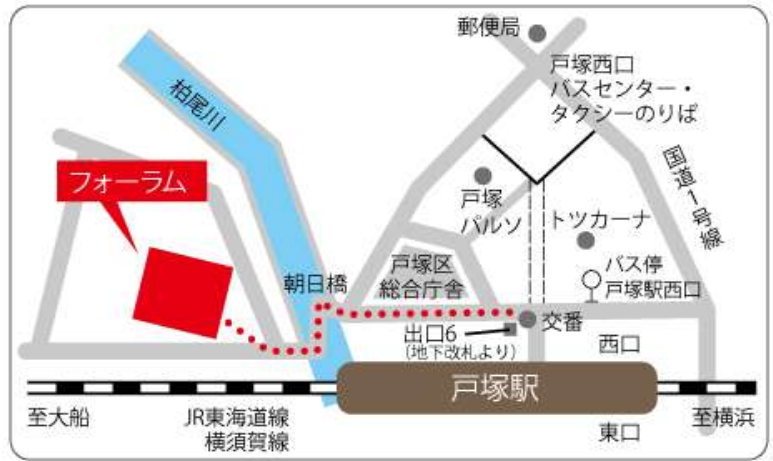 郵便局
戸塚西口
バスセンター・
タクシーのりば
柏尾川
国道1号線
フォーラム
戸塚
パルソ
トツカーナ
戸塚区
総合庁舎
バス停
戸塚駅西口
朝日橋
交番
出口6
(地下改札より)
西口
戸塚駅
至大船
JR東海道線
横須賀線
至横浜
東口